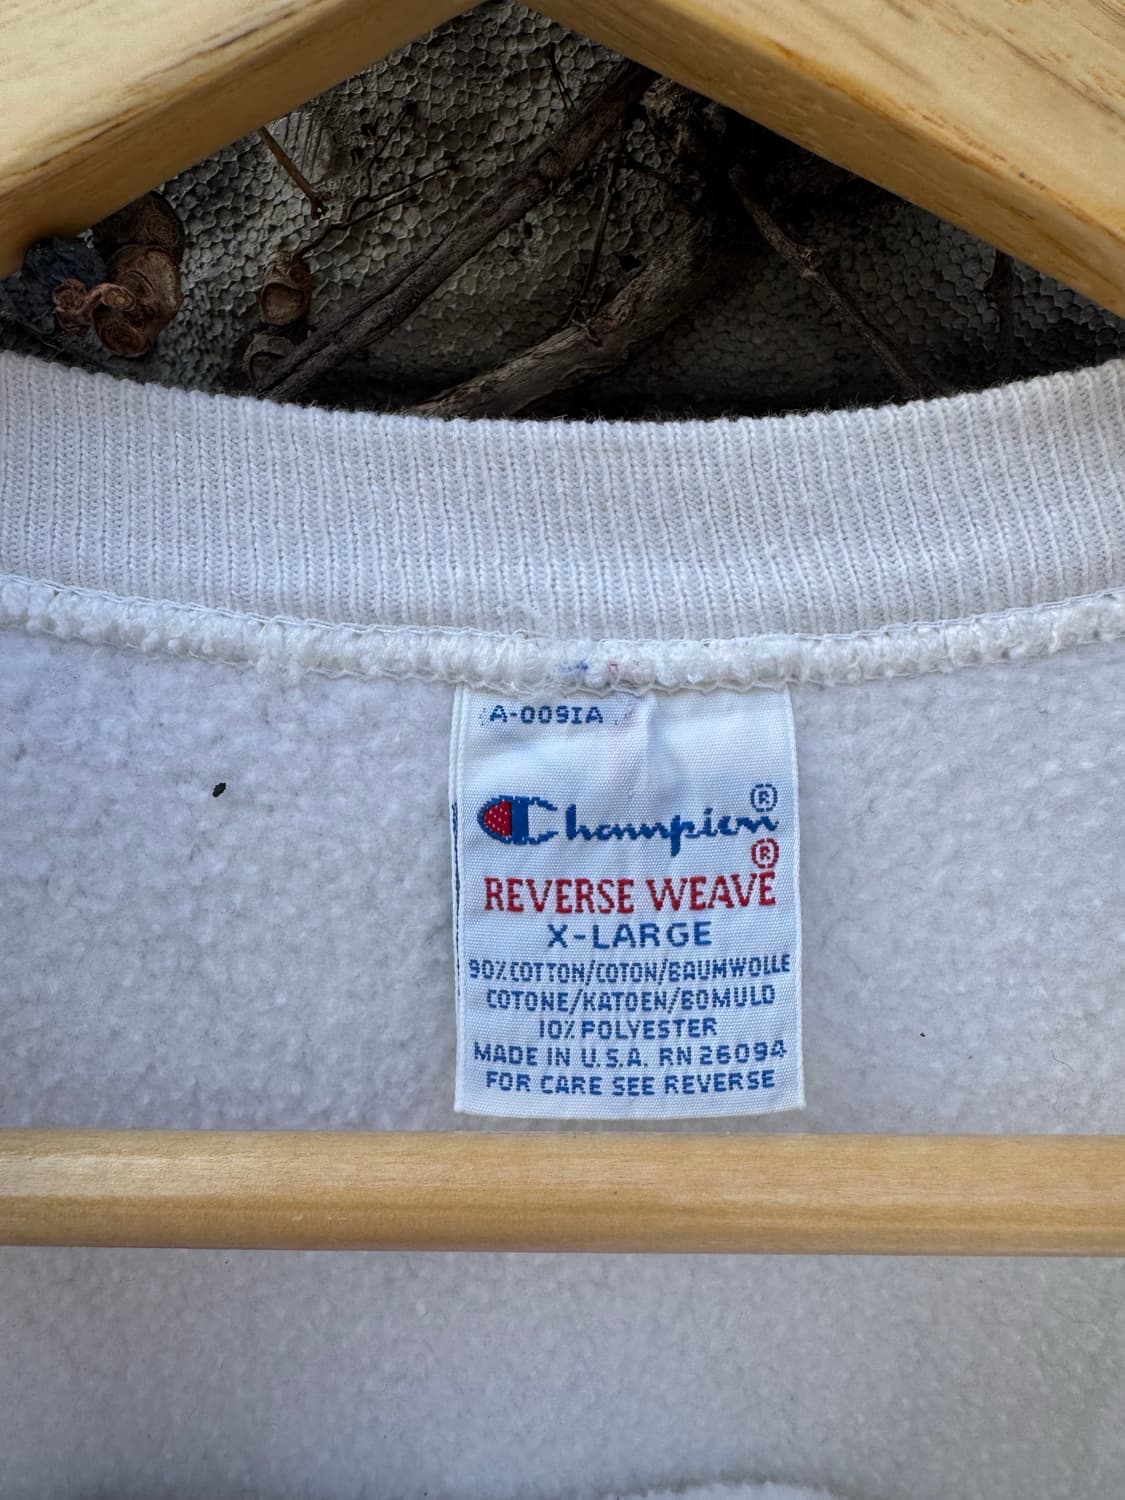 A-009IA
Champion®
®
REVERSE WEAVE
X-LARGE
90% COTTON/COTON/BAUMWOLLE
COTONE/KATOEN/BOMULD
10% POLYESTER
MADE IN U.S.A. RN 26094
FOR CARE SEE REVERSE